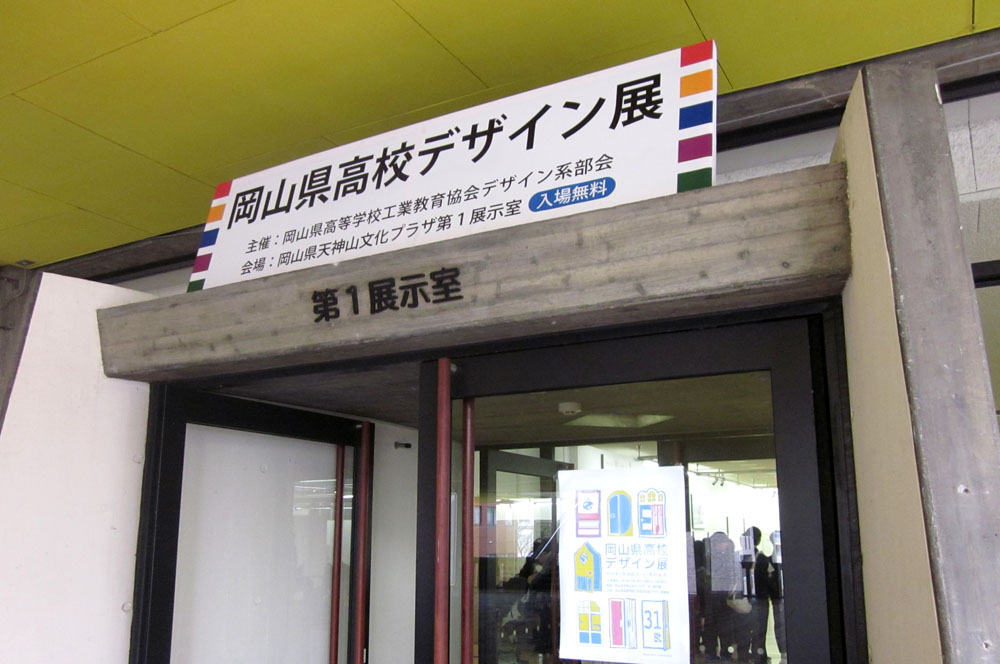 岡山県高校デザイン展
主催：岡山県高等学校工業教育協会デザイン系部会
会場：岡山県天神山文化プラザ第１展示室 入場無料
第１展示室
岡山県高校
デザイン展
31
st